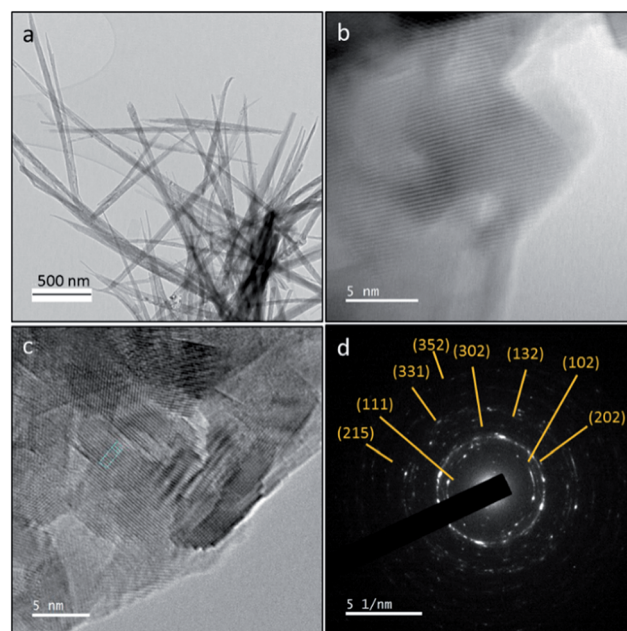 a
500 nm
b
5 nm
c
5 nm
d
(352)
(302)
(132)
(331)
(102)
(111)
(202)
(215)
5 1/nm